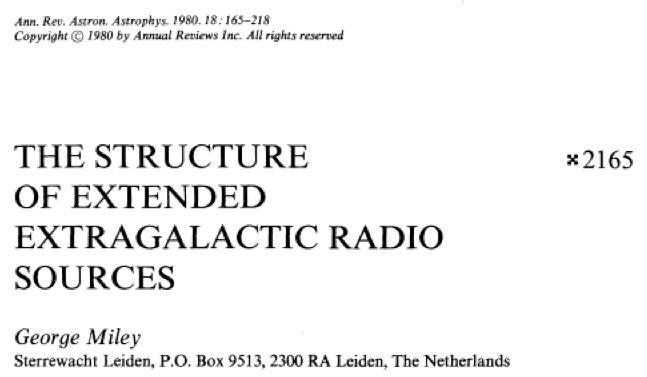 Ann. Rev. Astron. Astrophys. 1980. 18: 165–218
Copyright © 1980 by Annual Reviews Inc. All rights reserved
THE STRUCTURE
⁎2165
OF EXTENDED
EXTRAGALACTIC RADIO
SOURCES
George Miley
Sterrewacht Leiden, P.O. Box 9513, 2300 RA Leiden, The Netherlands